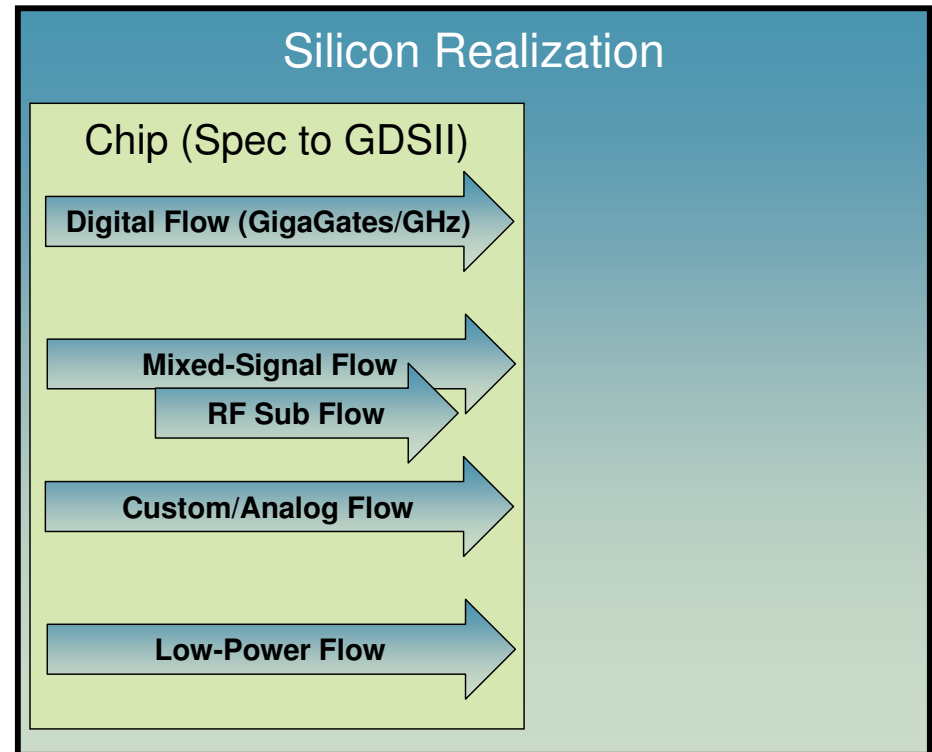 Silicon Realization
Chip (Spec to GDSII)
Digital Flow (GigaGates/GHz)
Mixed-Signal Flow
RF Sub Flow
Custom/Analog Flow
Low-Power Flow